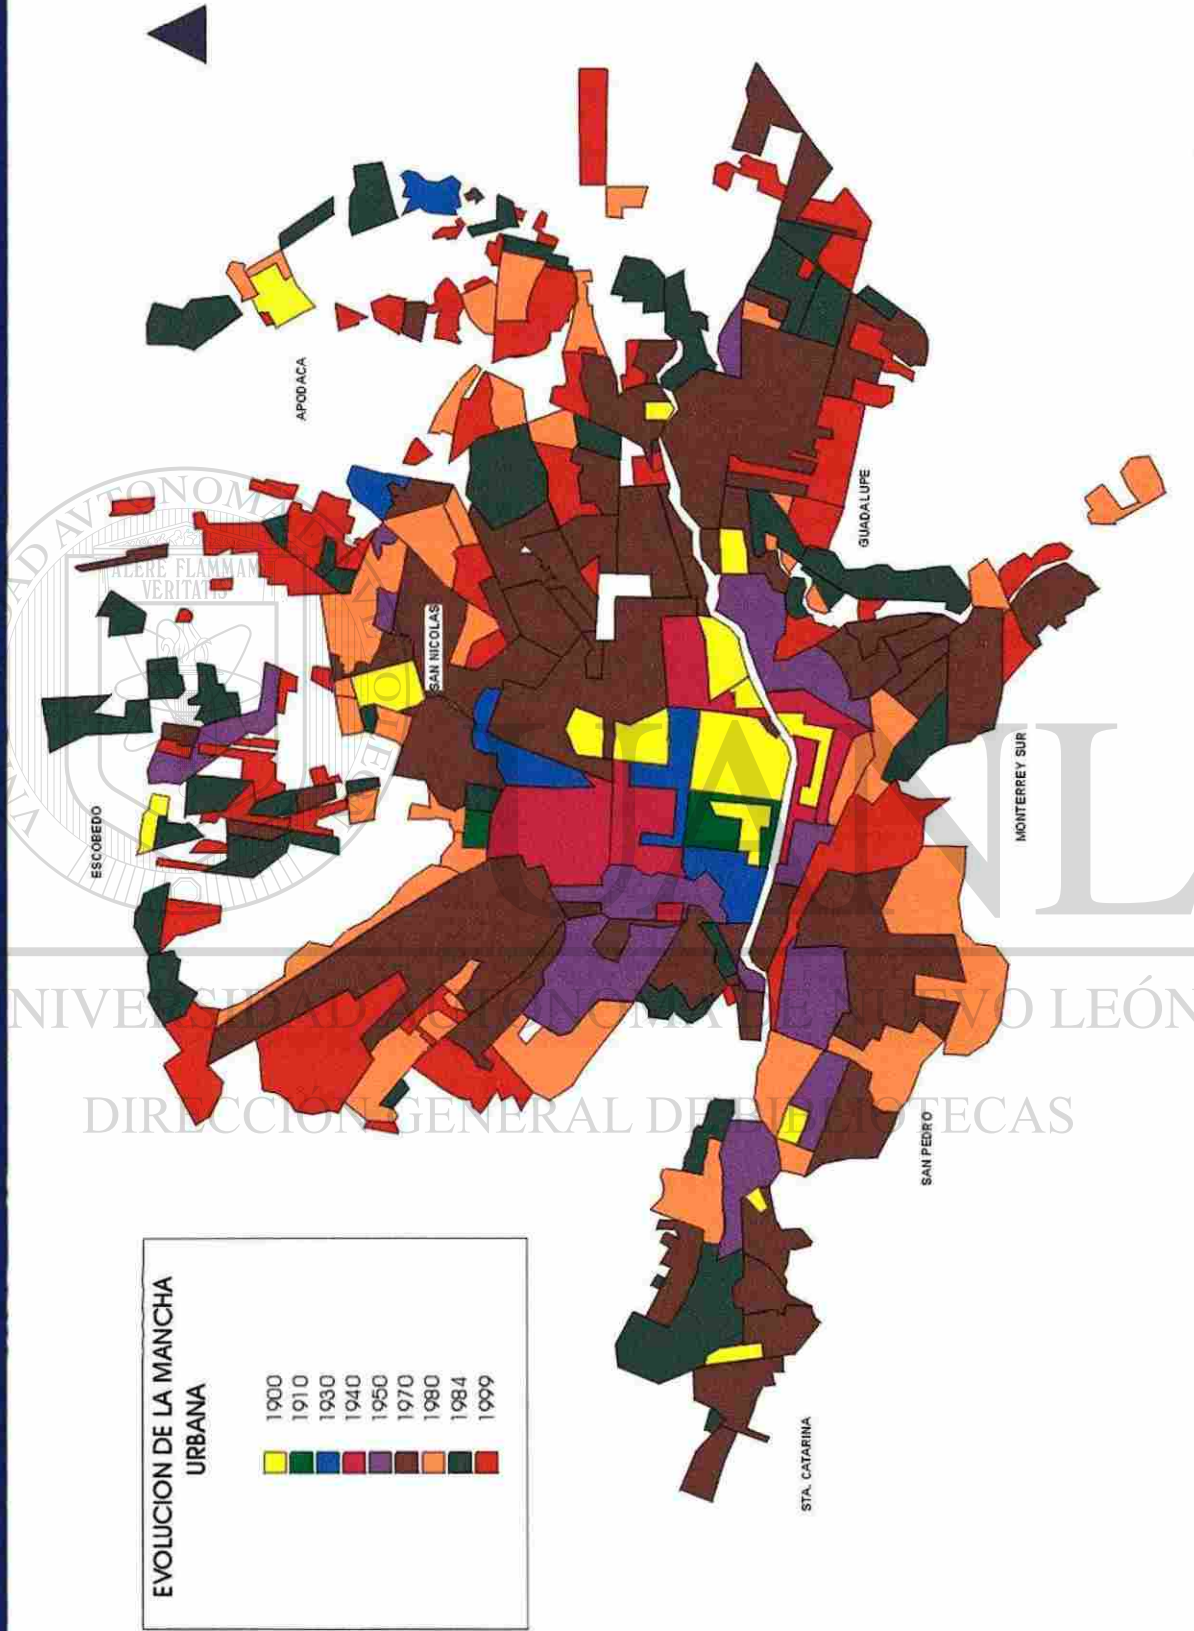 EVOLUCION DE LA MANCHA
URBANA
1900
1910
1930
1940
1950
1970
1980
1984
1999
ESCOBEDO
APODACA
SAN NICOLAS
GUADALUPE
MONTERREY SUR
SAN PEDRO
STA. CATARINA
ALERE FLAMMAM
VERITATIS
UANL
UNIVERSIDAD AUTÓNOMA DE NUEVO LEÓN
DIRECCIÓN GENERAL DE BIBLIOTECAS